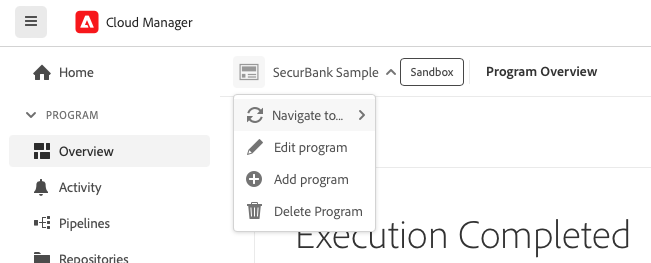 Cloud Manager
Home
SecurBank Sample
Sandbox
Program Overview
PROGRAM
Navigate to...
Overview
Edit program
Activity
Add program
Pipelines
Delete Program
Execution Completed
Repositories